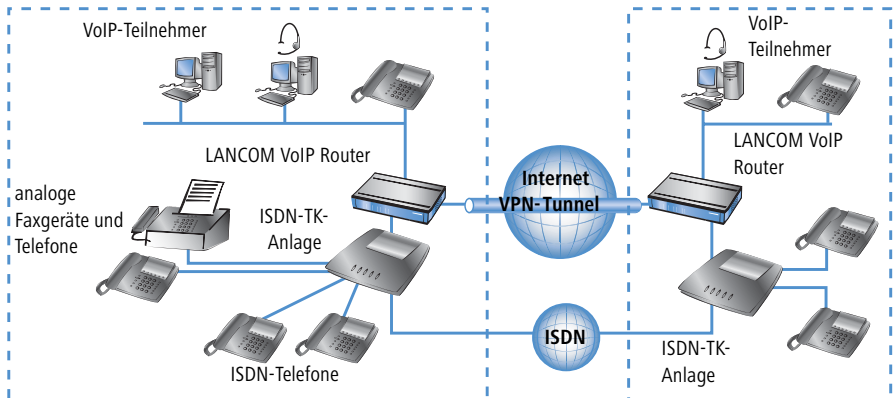 VoIP-Teilnehmer
LANCOM VoIP Router
analoge
Faxgeräte und
Telefone
ISDN-TK-
Anlage
ISDN-Telefone
Internet
VPN-Tunnel
ISDN
VoIP-
Teilnehmer
LANCOM VoIP
Router
ISDN-TK-
Anlage